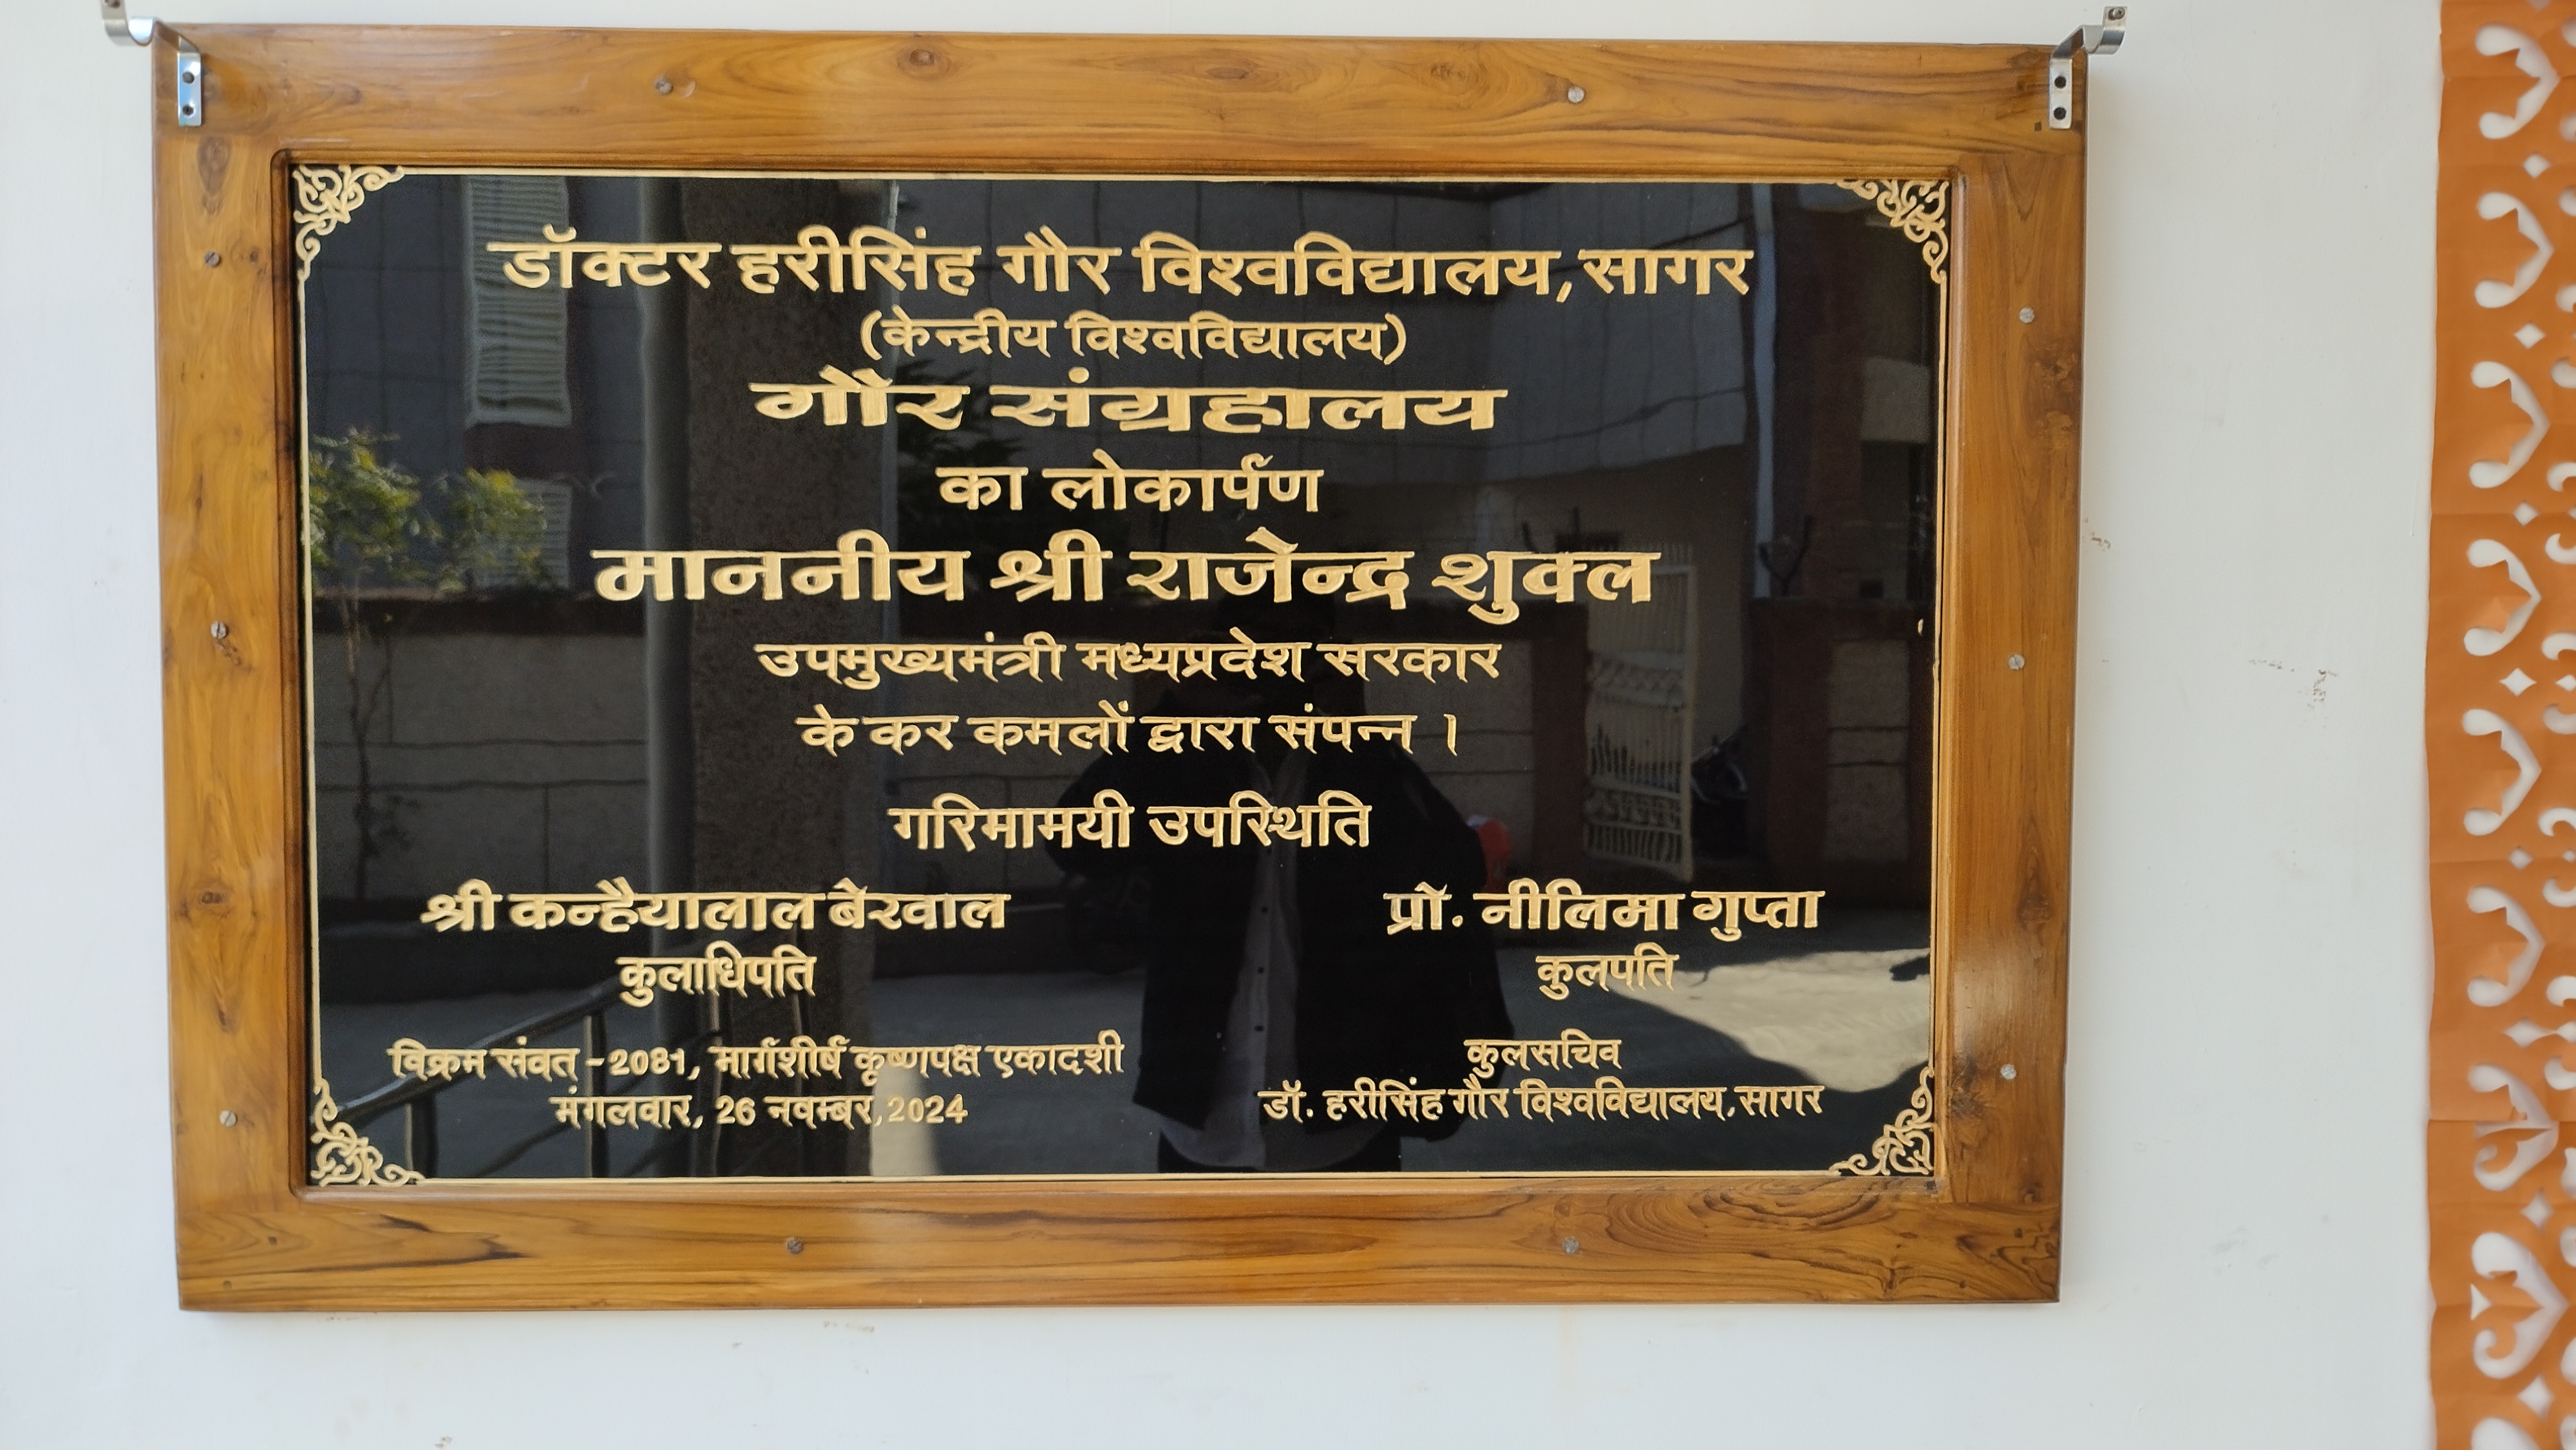 डॉक्टर हरीसिंह गौर विश्वविद्यालय, सागर
(केन्द्रीय विश्वविद्यालय)
गौर संग्रहालय
का लोकार्पण
माननीय श्री राजेन्द्र शुक्ल
उपमुख्यमंत्री मध्यप्रदेश सरकार
के कर कमलों द्वारा संपन्न ।
गरिमामयी उपस्थिति
श्री कन्हैयालाल बेरवाल
कुलाधिपति
प्रो. नीलिमा गुप्ता
कुलपति
विक्रम संवत् -2081, मार्गशीर्ष कृष्णपक्ष एकादशी
मंगलवार, 26 नवम्बर,2024
कुलसचिव
डॉ. हरीसिंह गौर विश्वविद्यालय, सागर